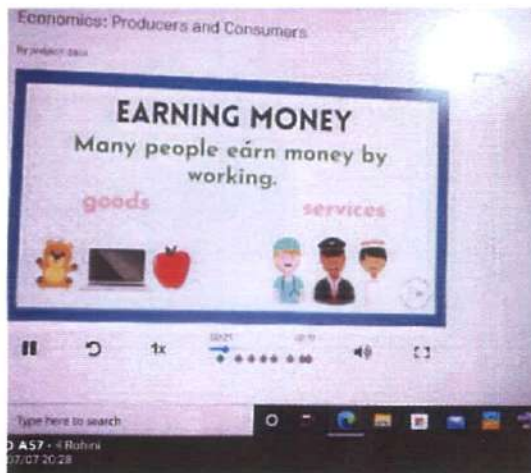 Economics: Producers and Consumers
EARNING MONEY
Many people earn money by
working.
goods
services
1x
Type here to search
A57
Rahini
07/07 20:28